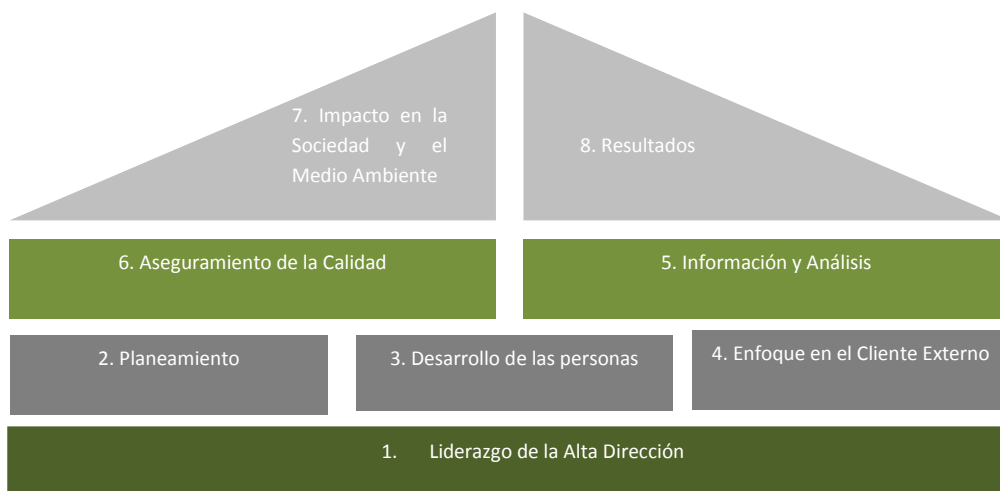 7. Impacto en la
Sociedad y el
Medio Ambiente
8. Resultados
6. Aseguramiento de la Calidad
5. Información y Análisis
2. Planeamiento
3. Desarrollo de las personas
4. Enfoque en el Cliente Externo
1. Liderazgo de la Alta Dirección